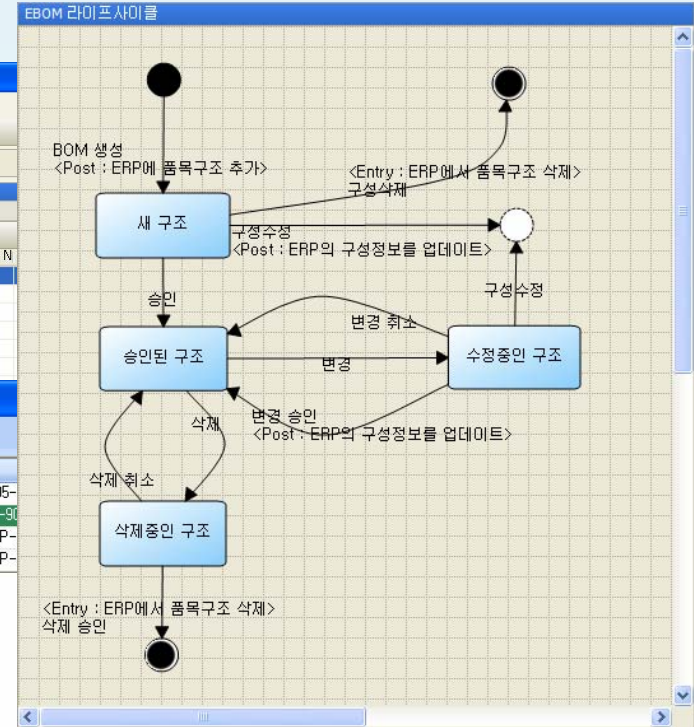 EBOM 라이프사이클
BOM 생성
<Post : ERP에 품목구조 추가>
<Entry : ERP에서 품목구조 삭제>
구성삭제
새 구조
구성수성
<Post : ERP의 구성정보를 업데이트>
N
구성수정
승인
변경 취소
승인된 구조
수정중인 구조
변경
변경 승인
<Post : ERP의 구성정보를 업데이트>
삭제
삭제 취소
05-
-90
P-
P-
삭제중인 구조
<Entry : ERP에서 품목구조 삭제>
삭제 승인